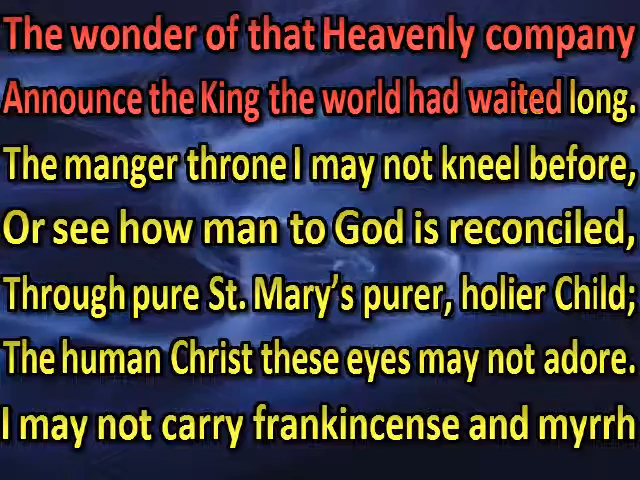 The wonder of that Heavenly company
Announce the King the world had waited long.
The manger throne I may not kneel before,
Or see how man to God is reconciled,
Through pure St. Mary's purer, holier Child;
The human Christ these eyes may not adore.
I may not carry frankincense and myrrh